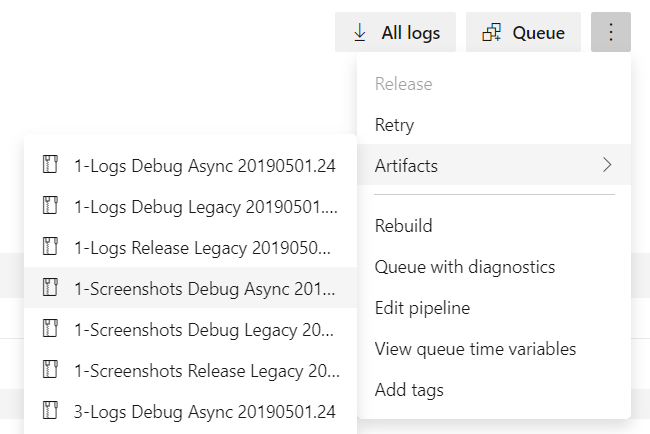 All logs
Queue
Release
Retry
Artifacts
Rebuild
Queue with diagnostics
Edit pipeline
View queue time variables
Add tags
1-Logs Debug Async 20190501.24
1-Logs Debug Legacy 20190501....
1-Logs Release Legacy 2019050...
1-Screenshots Debug Async 201...
1-Screenshots Debug Legacy 20...
1-Screenshots Release Legacy 20...
3-Logs Debug Async 20190501.24